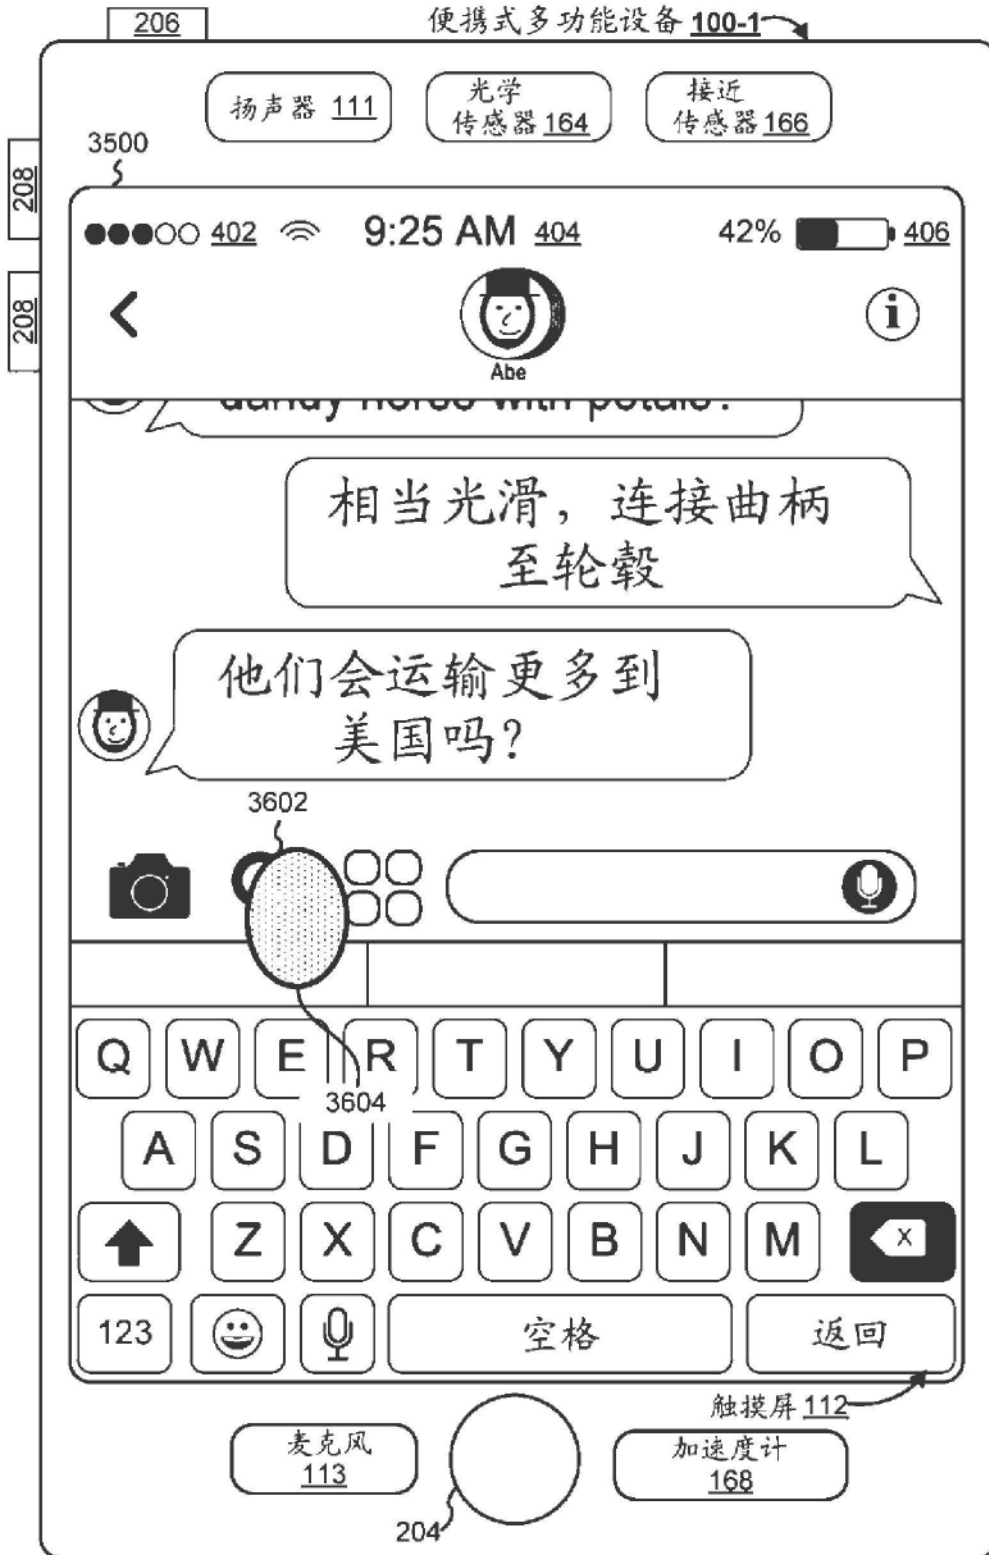 206
便携式多功能设备 100-1
扬声器 111
光学
传感器 164
接近
传感器 166
3500
208
208
402
9:25 AM 404
42% 406
i
Abe
dandy horse with potato?
相当光滑，连接曲柄
至轮毂
他们会运输更多到
美国吗？
3602
Q W E R T Y U I O P
3604
A S D F G H J K L
Z X C V B N M X
123 空格 返回
触摸屏 112
麦克风
113
加速度计
168
204